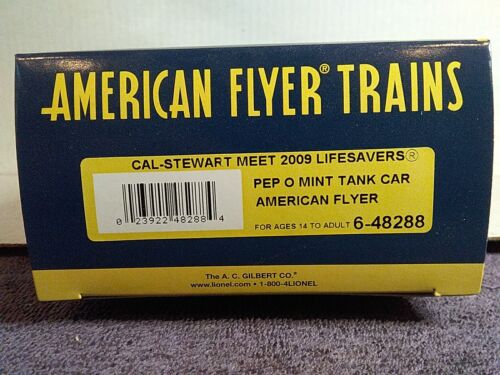 AMERICAN FLYER® TRAINS
CAL-STEWART MEET 2009 LIFESAVERS®
PEP O MINT TANK CAR
AMERICAN FLYER
FOR AGES 14 TO ADULT 6-48288
0 23922 48288 4
The A. C. GILBERT CO.®
www.lionel.com • 1-800-4LIONEL